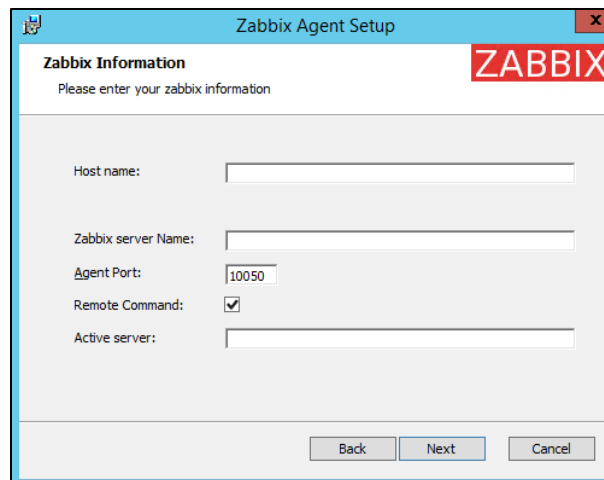 Zabbix Agent Setup
x
Zabbix Information
ZABBIX
Please enter your zabbix information
Host name:
Zabbix server Name:
Agent Port: 10050
Remote Command:
Active server:
Back Next Cancel